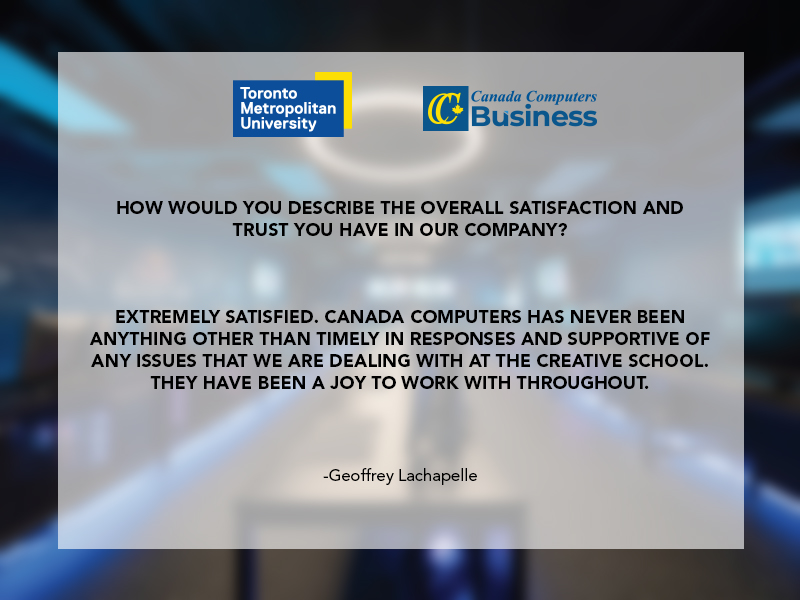 Toronto
Metropolitan
University
CC Canada Computers
Business
HOW WOULD YOU DESCRIBE THE OVERALL SATISFACTION AND
TRUST YOU HAVE IN OUR COMPANY?
EXTREMELY SATISFIED. CANADA COMPUTERS HAS NEVER BEEN
ANYTHING OTHER THAN TIMELY IN RESPONSES AND SUPPORTIVE OF
ANY ISSUES THAT WE ARE DEALING WITH AT THE CREATIVE SCHOOL.
THEY HAVE BEEN A JOY TO WORK WITH THROUGHOUT.
-Geoffrey Lachapelle